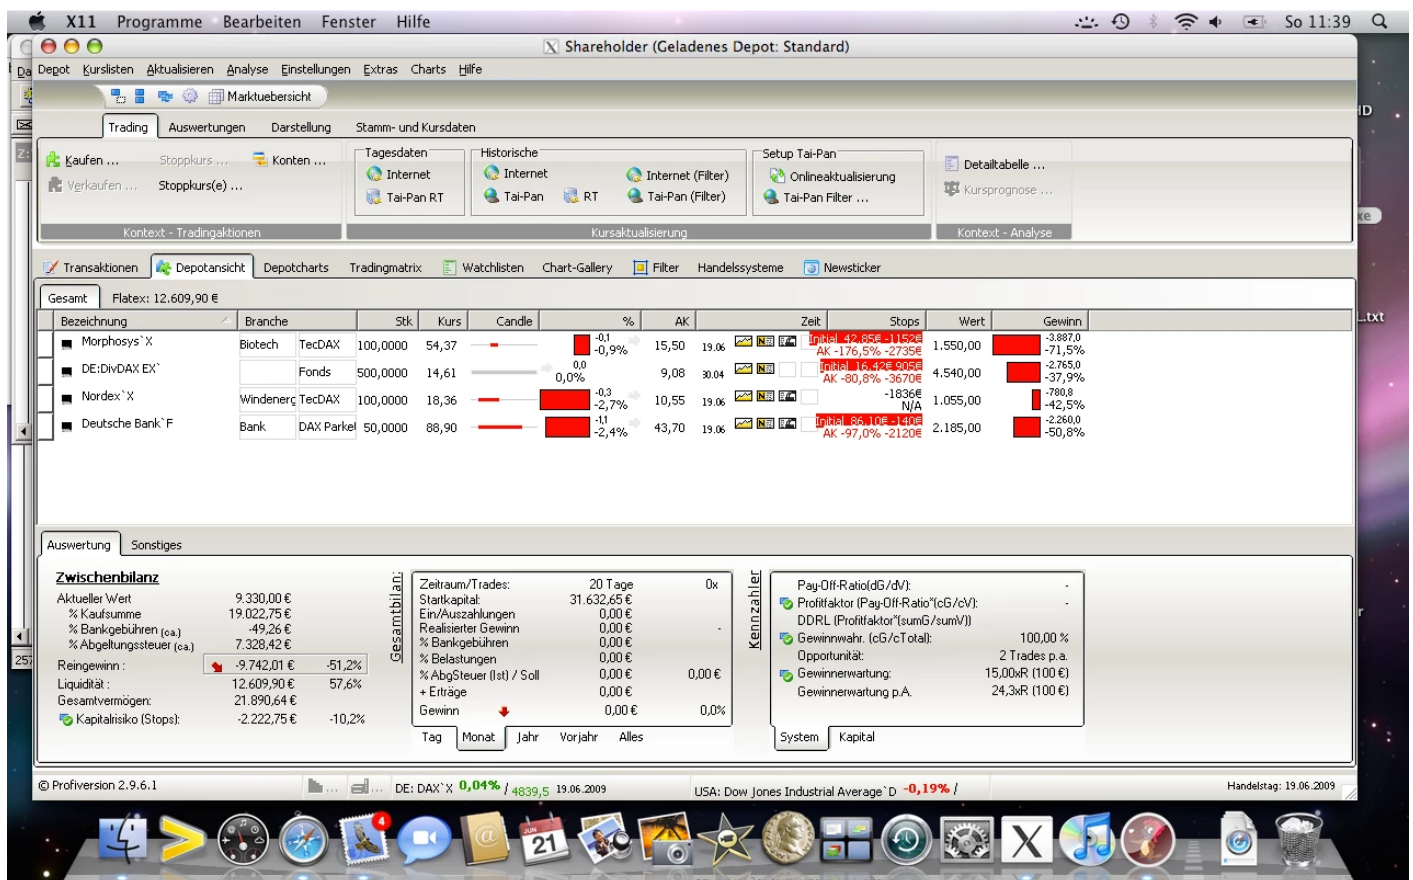 X11 Programme Bearbeiten Fenster Hilfe So 11:39
Shareholder (Geladenes Depot: Standard)
Depot Kurslisten Aktualisieren Analyse Einstellungen Extras Charts Hilfe
Marktuebersicht
Trading Auswertungen Darstellung Stamm- und Kursdaten
Kaufen ... Stoppkurs ... Konten ... Tagesdaten Historische Setup Tai-Pan Detailtabelle ...
Internet Internet Internet (Filter) Onlineaktualisierung
Verkaufen ... Stoppkurs(e) ... Tai-Pan RT Tai-Pan RT Tai-Pan (Filter) Tai-Pan Filter ... Kursprognose ...
Kontext - Tradingaktionen Kursaktualisierung Kontext - Analyse
Transaktionen Depotansicht Depotcharts Tradingmatrix Watchlisten Chart-Gallery Filter Handelssysteme Newsticker
Gesamt Flatex: 12.609,90 €
Bezeichnung Branche Stk Kurs Candle % AK Zeit Stops Wert Gewinn
Morphosys`X Biotech TecDAX 100,0000 54,37 -0,1 -0,9% 15,50 19.06 Initial 42,85€ -1152€ AK -176,5% -2735€ 1.550,00 -3.887,0 -71,5%
DE:DivDAX EX` Fonds 500,0000 14,61 0,0 0,0% 9,08 30.04 Initial 16,42€ 905€ AK -80,8% -3670€ 4.540,00 -2.765,0 -37,9%
Nordex`X Windenerg TecDAX 100,0000 18,36 -0,3 -2,7% 10,55 19.06 -1836€ N/A 1.055,00 -780,8 -42,5%
Deutsche Bank`F Bank DAX Parket 50,0000 88,90 -1,1 -2,4% 43,70 19.06 Initial 86,10€ -140€ AK -97,0% -2120€ 2.185,00 -2.260,0 -50,8%
Auswertung Sonstiges
Zwischenbilanz
Aktueller Wert 9.330,00 €
% Kaufsumme 19.022,75 €
% Bankgebühren (ca.) -49,26 €
% Abgeltungssteuer (ca.) 7.328,42 €
Reingewinn : -9.742,01 € -51,2%
Liquidität : 12.609,90 € 57,6%
Gesamtvermögen: 21.890,64 €
Kapitalrisiko (Stops): -2.222,75 € -10,2%
Gesamtbilanz
Zeitraum/Trades: 20 Tage 0x
Startkapital: 31.632,65 €
Ein/Auszahlungen 0,00 €
Realisierter Gewinn 0,00 € -
% Bankgebühren 0,00 €
% Belastungen 0,00 €
% AbgSteuer (Ist) / Soll 0,00 € 0,00 €
+ Erträge 0,00 €
Gewinn 0,00 € 0,0%
Tag Monat Jahr Vorjahr Alles
Kennzahlen
Pay-Off-Ratio(dG/dV): -
Profitfaktor (Pay-Off-Ratio*(cG/cV): -
DDRL (Profitfaktor*(sumG/sumV))
Gewinnwahr. (cG/cTotal): 100,00 %
Opportunität: 2 Trades p.a.
Gewinnerwartung: 15,00xR (100 €)
Gewinnerwartung p.A. 24,3xR (100 €)
System Kapital
© Profiversion 2.9.6.1 DE: DAX`X 0,04% / 4839,5 19.06.2009 USA: Dow Jones Industrial Average`D -0,19% / Handelstag: 19.06.2009
4
JUN
21
X